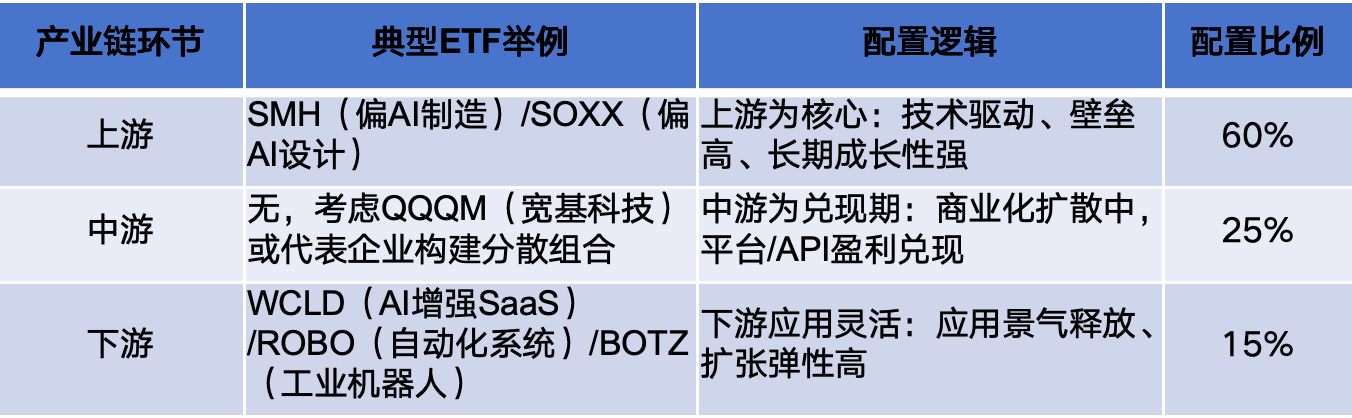 产业链环节 典型ETF举例 配置逻辑 配置比例
上游
SMH（偏AI制造）/SOXX（偏
AI设计）
上游为核心：技术驱动、壁垒
高、长期成长性强
60%
中游
无，考虑QQQM（宽基科技）
或代表企业构建分散组合
中游为兑现期：商业化扩散中，
平台/API盈利兑现
25%
下游
WCLD（AI增强SaaS）
/ROBO（自动化系统）/BOTZ
（工业机器人）
下游应用灵活：应用景气释放、
扩张弹性高
15%